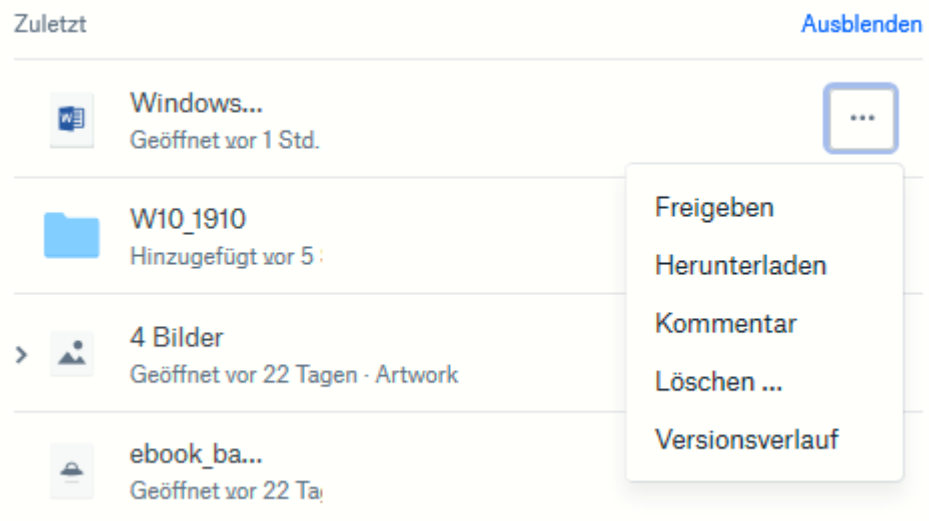 Zuletzt
Ausblenden
Windows...
Geöffnet vor 1 Std.
...
Freigeben
W10_1910
Hinzugefügt vor 5
Herunterladen
Kommentar
4 Bilder
Geöffnet vor 22 Tagen · Artwork
Löschen ...
Versionsverlauf
ebook_ba...
Geöffnet vor 22